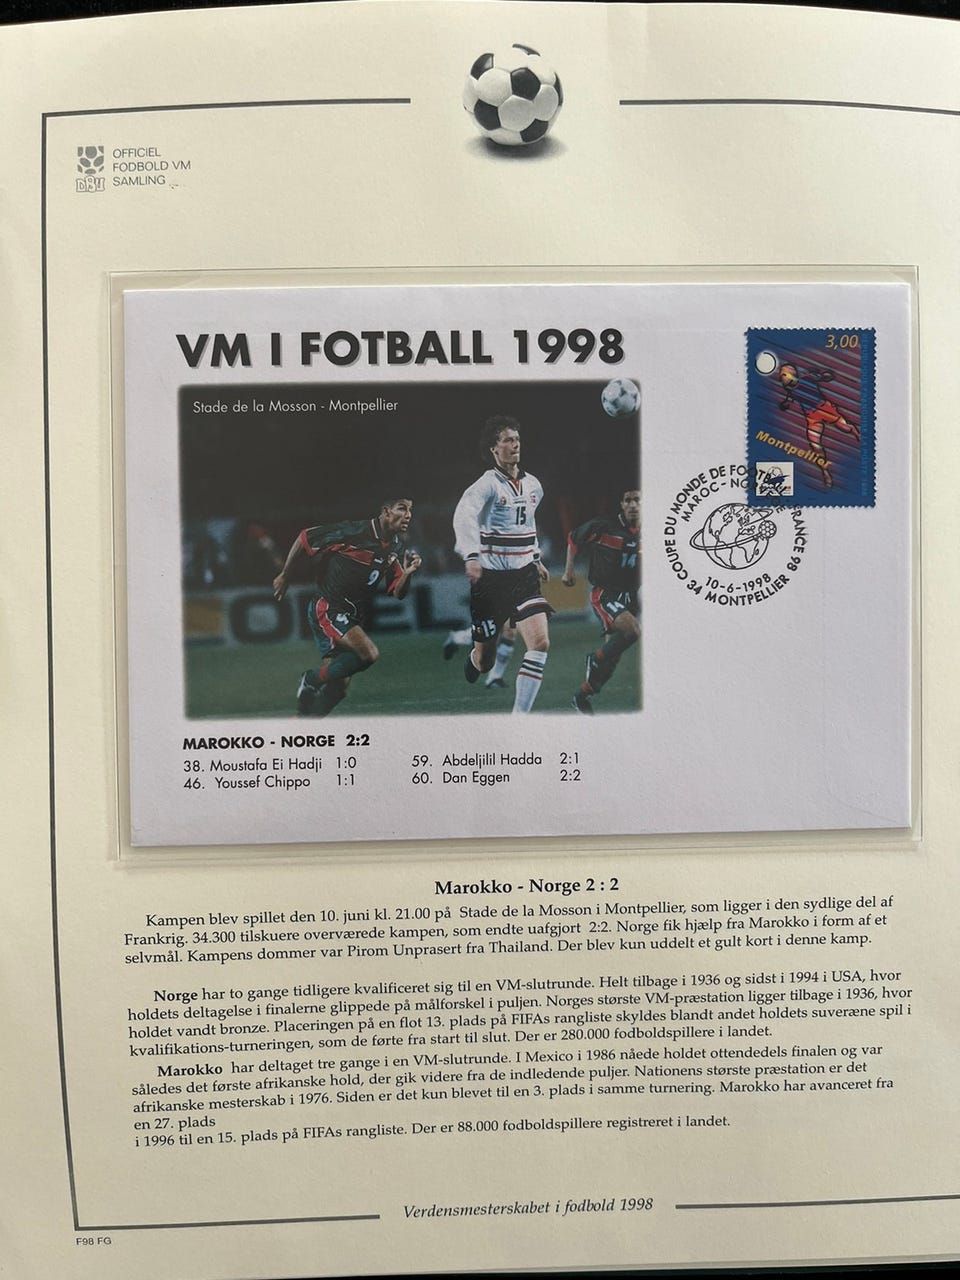 DBU
OFFICIEL
FODBOLD VM
SAMLING
VM I FOTBALL 1998
Stade de la Mosson - Montpellier
3,00
Montpellier
COUPE DU MONDE DE FOOTBALL FRANCE 98
MAROC - NORVEGE
10-6-1998
34 MONTPELLIER
9
15
14
OPEL
15
14
MAROKKO - NORGE 2:2
38. Moustafa Ei Hadji 1:0
46. Youssef Chippo 1:1
59. Abdeljilil Hadda 2:1
60. Dan Eggen 2:2
Marokko - Norge 2 : 2
Kampen blev spillet den 10. juni kl. 21.00 på Stade de la Mosson i Montpellier, som ligger i den sydlige del af
Frankrig. 34.300 tilskuere overværede kampen, som endte uafgjort 2:2. Norge fik hjælp fra Marokko i form af et
selvmål. Kampens dommer var Pirom Unprasert fra Thailand. Der blev kun uddelt et gult kort i denne kamp.
Norge har to gange tidligere kvalificeret sig til en VM-slutrunde. Helt tilbage i 1936 og sidst i 1994 i USA, hvor
holdets deltagelse i finalerne glippede på målforskel i puljen. Norges største VM-præstation ligger tilbage i 1936, hvor
holdet vandt bronze. Placeringen på en flot 13. plads på FIFAs rangliste skyldes blandt andet holdets suveræne spil i
kvalifikations-turneringen, som de førte fra start til slut. Der er 280.000 fodboldspillere i landet.
Marokko har deltaget tre gange i en VM-slutrunde. I Mexico i 1986 nåede holdet ottendedels finalen og var
således det første afrikanske hold, der gik videre fra de indledende puljer. Nationens største præstation er det
afrikanske mesterskab i 1976. Siden er det kun blevet til en 3. plads i samme turnering. Marokko har avanceret fra
en 27. plads
i 1996 til en 15. plads på FIFAs rangliste. Der er 88.000 fodboldspillere registreret i landet.
Verdensmesterskabet i fodbold 1998
F98 FG